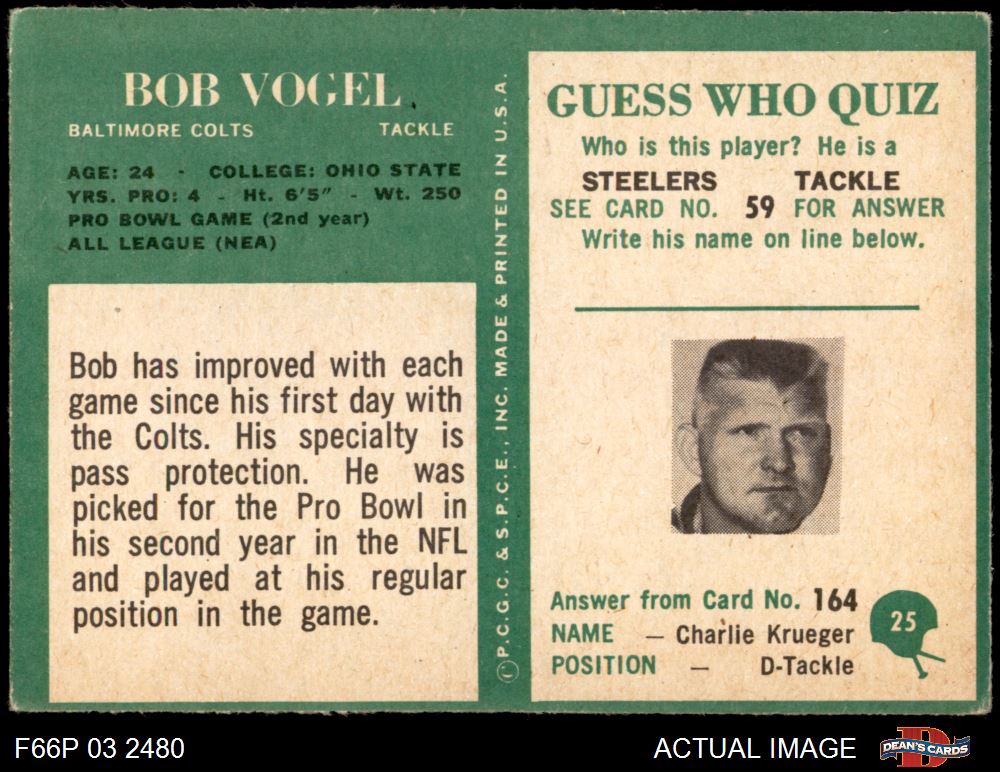 BOB VOGEL
BALTIMORE COLTS TACKLE
AGE: 24 - COLLEGE: OHIO STATE
YRS. PRO: 4 - Ht. 6'5" - Wt. 250
PRO BOWL GAME (2nd year)
ALL LEAGUE (NEA)
Bob has improved with each
game since his first day with
the Colts. His specialty is
pass protection. He was
picked for the Pro Bowl in
his second year in the NFL
and played at his regular
position in the game.
©P.C.G.C. & S.P.C.E., INC. MADE & PRINTED IN U.S.A.
GUESS WHO QUIZ
Who is this player? He is a
STEELERS TACKLE
SEE CARD NO. 59 FOR ANSWER
Write his name on line below.
Answer from Card No. 164
NAME — Charlie Krueger
POSITION — D-Tackle
25
F66P 03 2480
ACTUAL IMAGE
D
DEAN'S CARDS